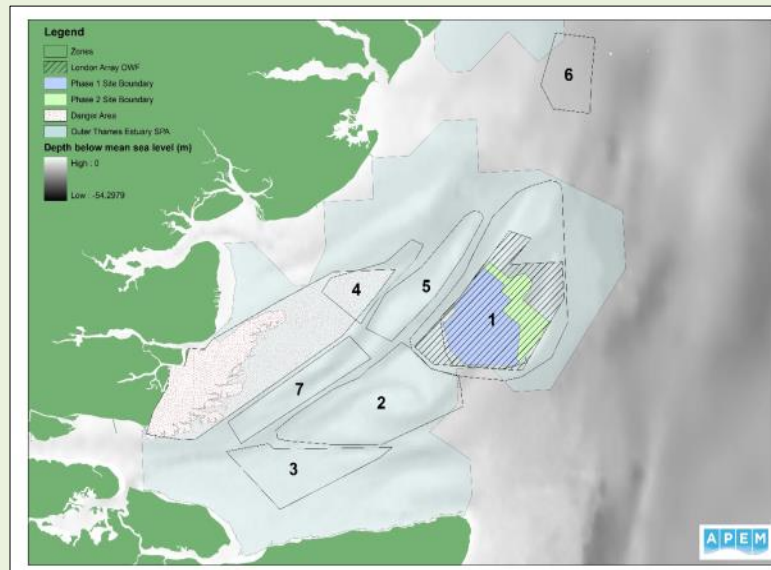 Legend
Zones
London Array OWF
Phase 1 Site Boundary
Phase 2 Site Boundary
Danger Area
Outer Thames Estuary SPA
Depth below mean sea level (m)
High : 0
Low : -54.2979
6
4
5
1
7
2
3
APEM